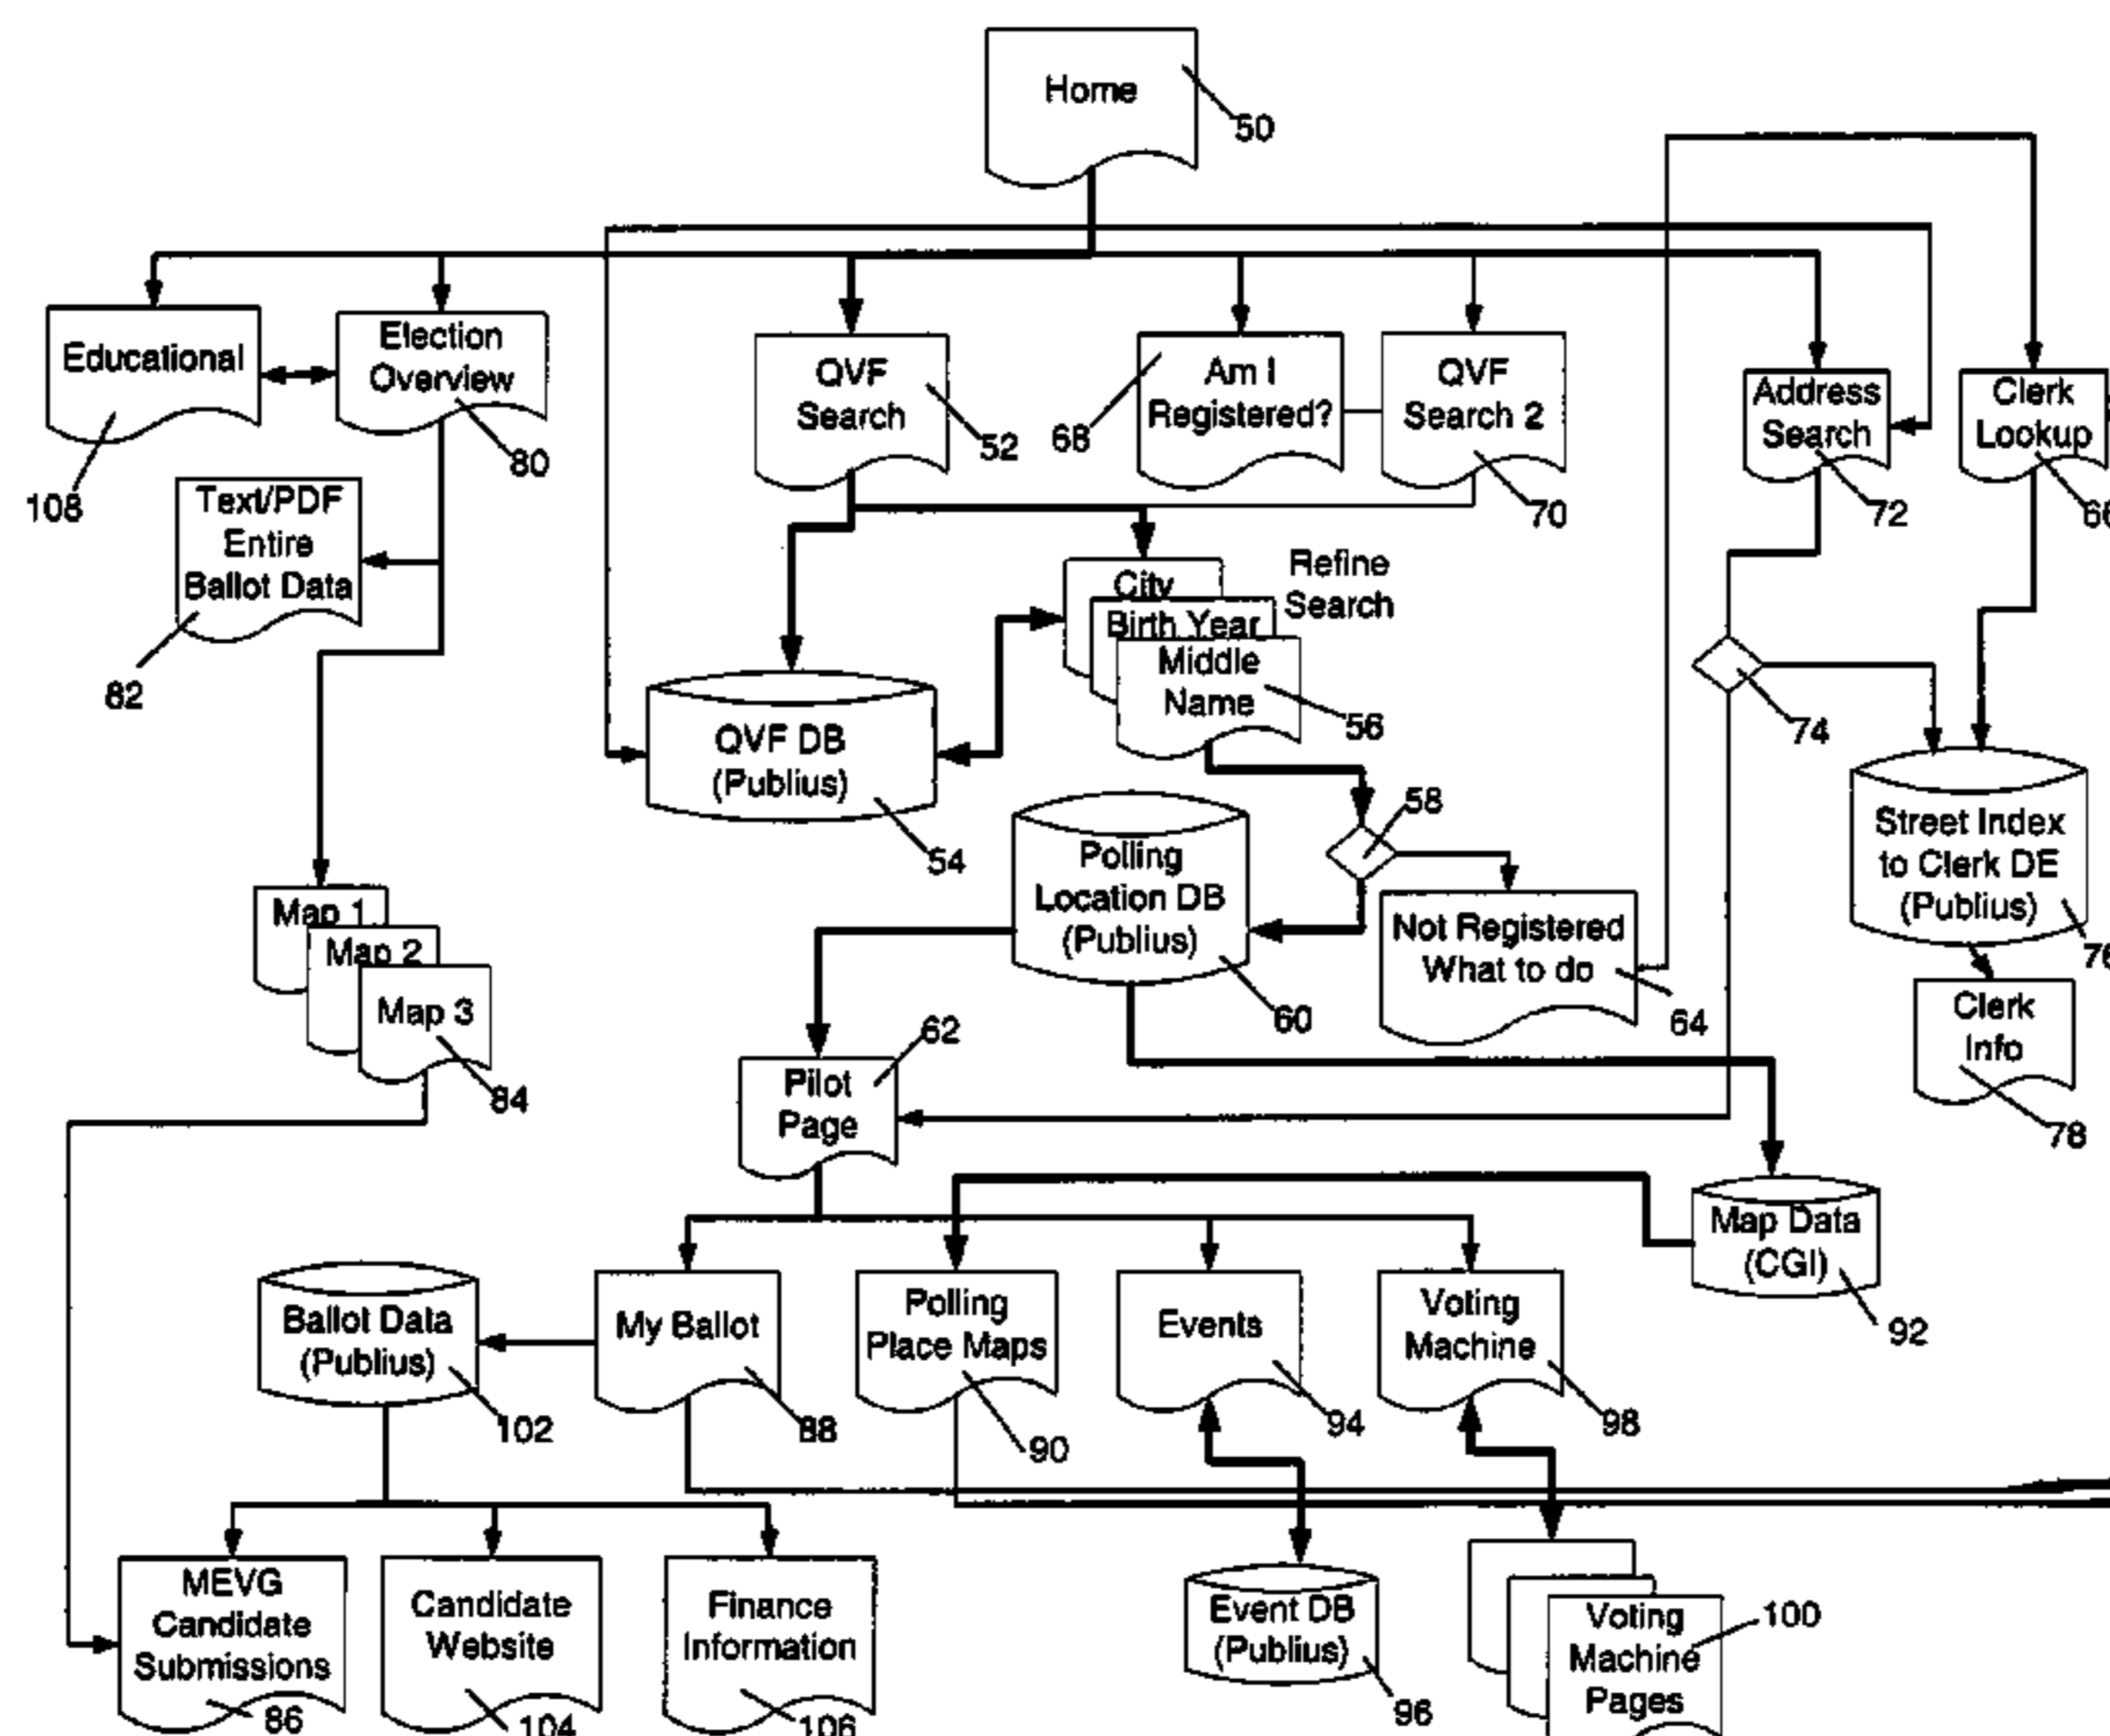 Home
50
Educational
108
Election
Overview
80
QVF
Search
52
Am I
Registered?
68
QVF
Search 2
70
Address
Search
72
Clerk
Lookup
Text/PDF
Entire
Ballot Data
82
City
Birth Year
Middle
Name
56
Refine
Search
74
QVF DB
(Publius)
54
58
Polling
Location DB
(Publius)
60
Not Registered
What to do
64
Street Index
to Clerk DE
(Publius)
Clerk
Info
78
Map 1
Map 2
Map 3
84
Pilot
Page
62
Map Data
(CGI)
92
Ballot Data
(Publius)
102
My Ballot
88
Polling
Place Maps
90
Events
94
Voting
Machine
98
MEVG
Candidate
Submissions
86
Candidate
Website
104
Finance
Information
106
Event DB
(Publius)
96
Voting
Machine
Pages
100